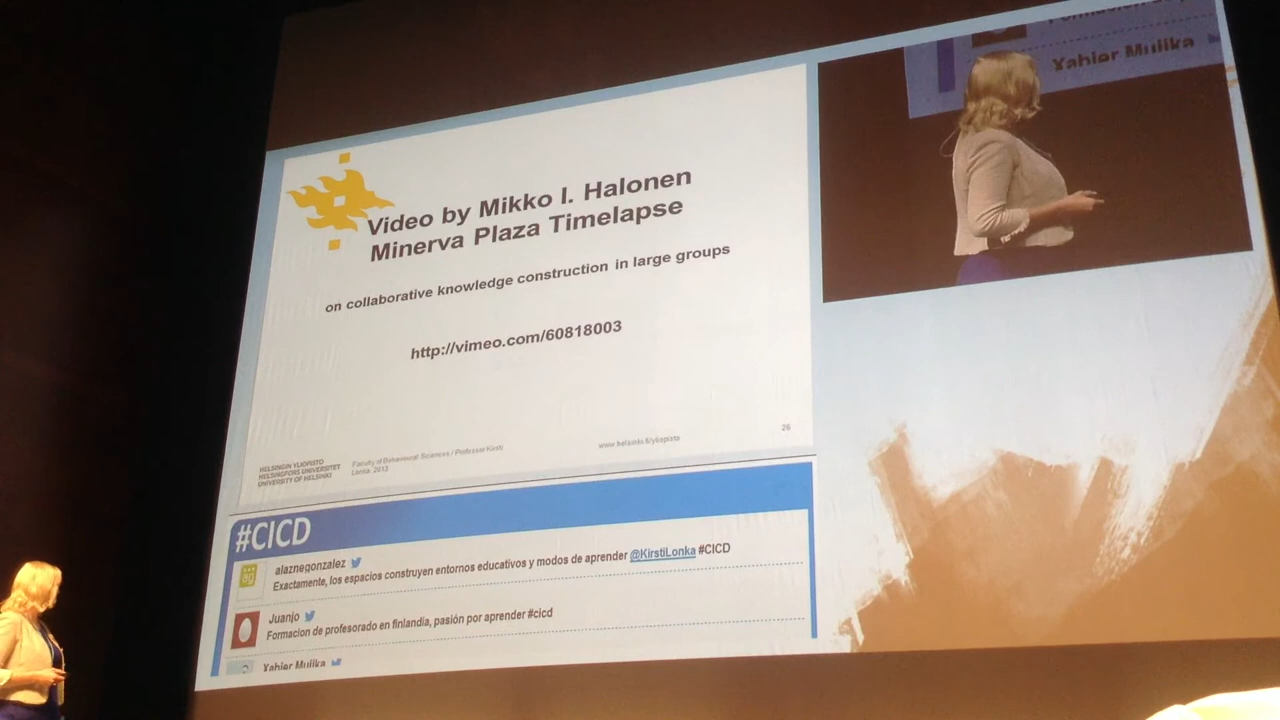 Video by Mikko I. Halonen
Minerva Plaza Timelapse
on collaborative knowledge construction in large groups
http://vimeo.com/60818003
HELSINGIN YLIOPISTO
HELSINGFORS UNIVERSITET
UNIVERSITY OF HELSINKI
Faculty of Behavioural Sciences / Professor Kirsti
Lonka 2013
www.helsinki.fi/yliopisto
26
#CICD
alaznegonzalez
Exactamente, los espacios construyen entornos educativos y modos de aprender @KirstiLonka #CICD
Juanjo
Formacion de profesorado en finlandia, pasión por aprender #cicd
Yahier Mulika
Yahier Mulika